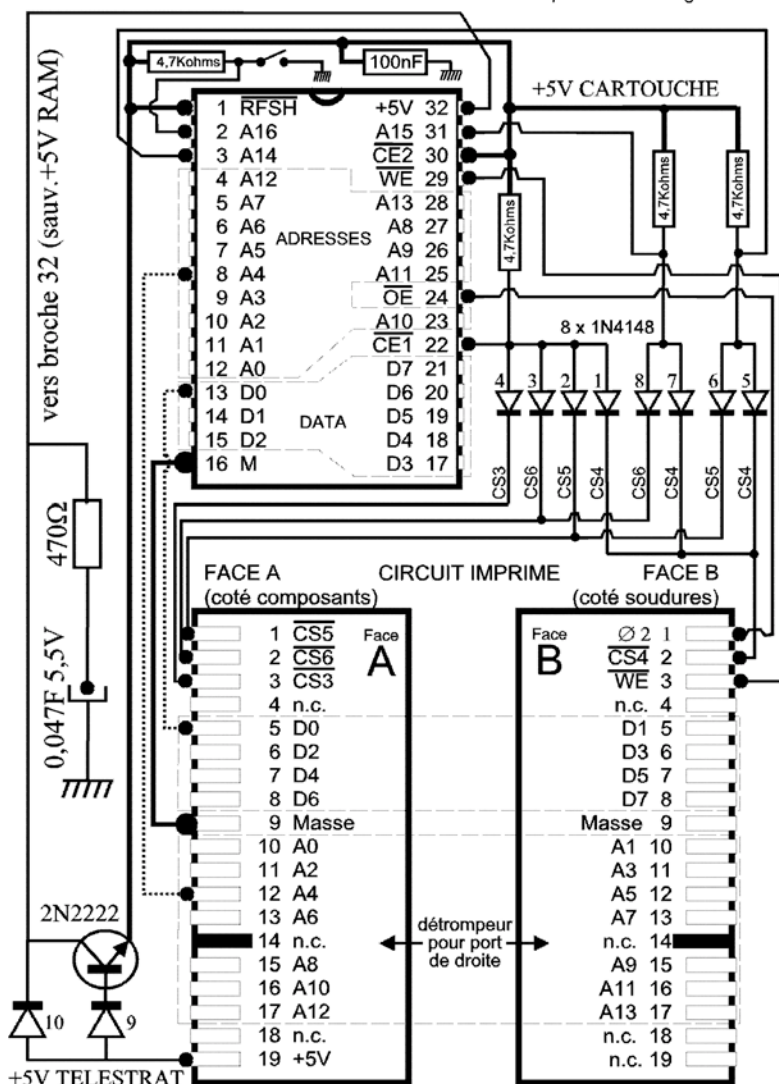 +5V CARTOUCHE
4,7Kohms
100nF
4,7Kohms
4,7Kohms
4,7Kohms
vers broche 32 (sauv.+5V RAM)
1 RFSH +5V 32
2 A16 A15 31
3 A14 CE2 30
4 A12 WE 29
5 A7 A13 28
6 A6 A8 27
7 A5 ADRESSES A9 26
8 A4 A11 25
9 A3 OE 24
10 A2 A10 23
11 A1 CE1 22
12 A0 D7 21
13 D0 D6 20
14 D1 DATA D5 19
15 D2 D4 18
16 M D3 17
8 x 1N4148
4 3 2 1 8 7 6 5
CS3 CS6 CS5 CS4 CS6 CS4 CS5 CS4
470Ω
0,047F 5,5V
FACE A CIRCUIT IMPRIME FACE B
(coté composants) (coté soudures)
Face A
1 CS5
2 CS6
3 CS3
4 n.c.
5 D0
6 D2
7 D4
8 D6
9 Masse
10 A0
11 A2
12 A4
13 A6
14 n.c.
15 A8
16 A10
17 A12
18 n.c.
19 +5V
Face B
∅ 2 1
CS4 2
WE 3
n.c. 4
D1 5
D3 6
D5 7
D7 8
Masse 9
A1 10
A3 11
A5 12
A7 13
n.c. 14
A9 15
A11 16
A13 17
n.c. 18
n.c. 19
détrompeur
pour port
de droite
2N2222
10 9
+5V TELESTRAT